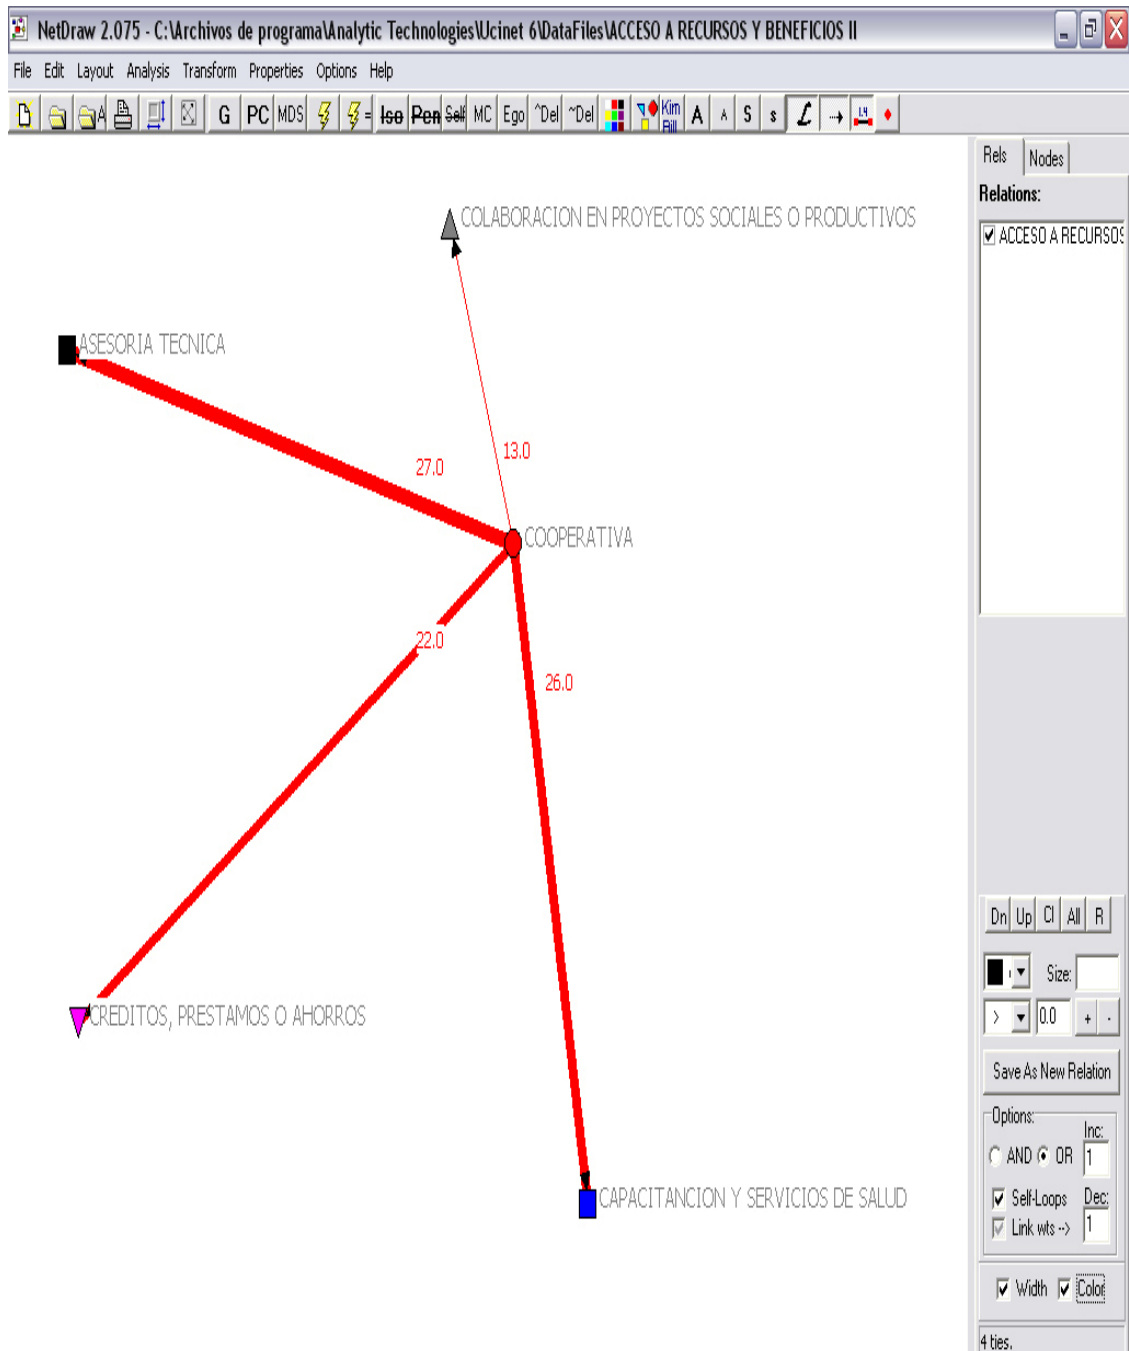 NetDraw 2.075 - C:\Archivos de programa\Analytic Technologies\Ucinet 6\DataFiles\ACCESO A RECURSOS Y BENEFICIOS II
File Edit Layout Analysis Transform Properties Options Help
A G PC MDS = Iso Pen Self MC Ego ^Del ~Del Kim Bill A A S s L
Rels Nodes
Relations:
ACCESO A RECURSOS
COLABORACION EN PROYECTOS SOCIALES O PRODUCTIVOS
ASESORIA TECNICA
13.0
27.0
COOPERATIVA
22.0
26.0
CREDITOS, PRESTAMOS O AHORROS
CAPACITANCION Y SERVICIOS DE SALUD
Dn Up Cl All R
Size:
> 0.0 + -
Save As New Relation
Options:
Inc:
AND OR 1
Self-Loops Dec:
Link wts --> 1
Width Color
4 ties.